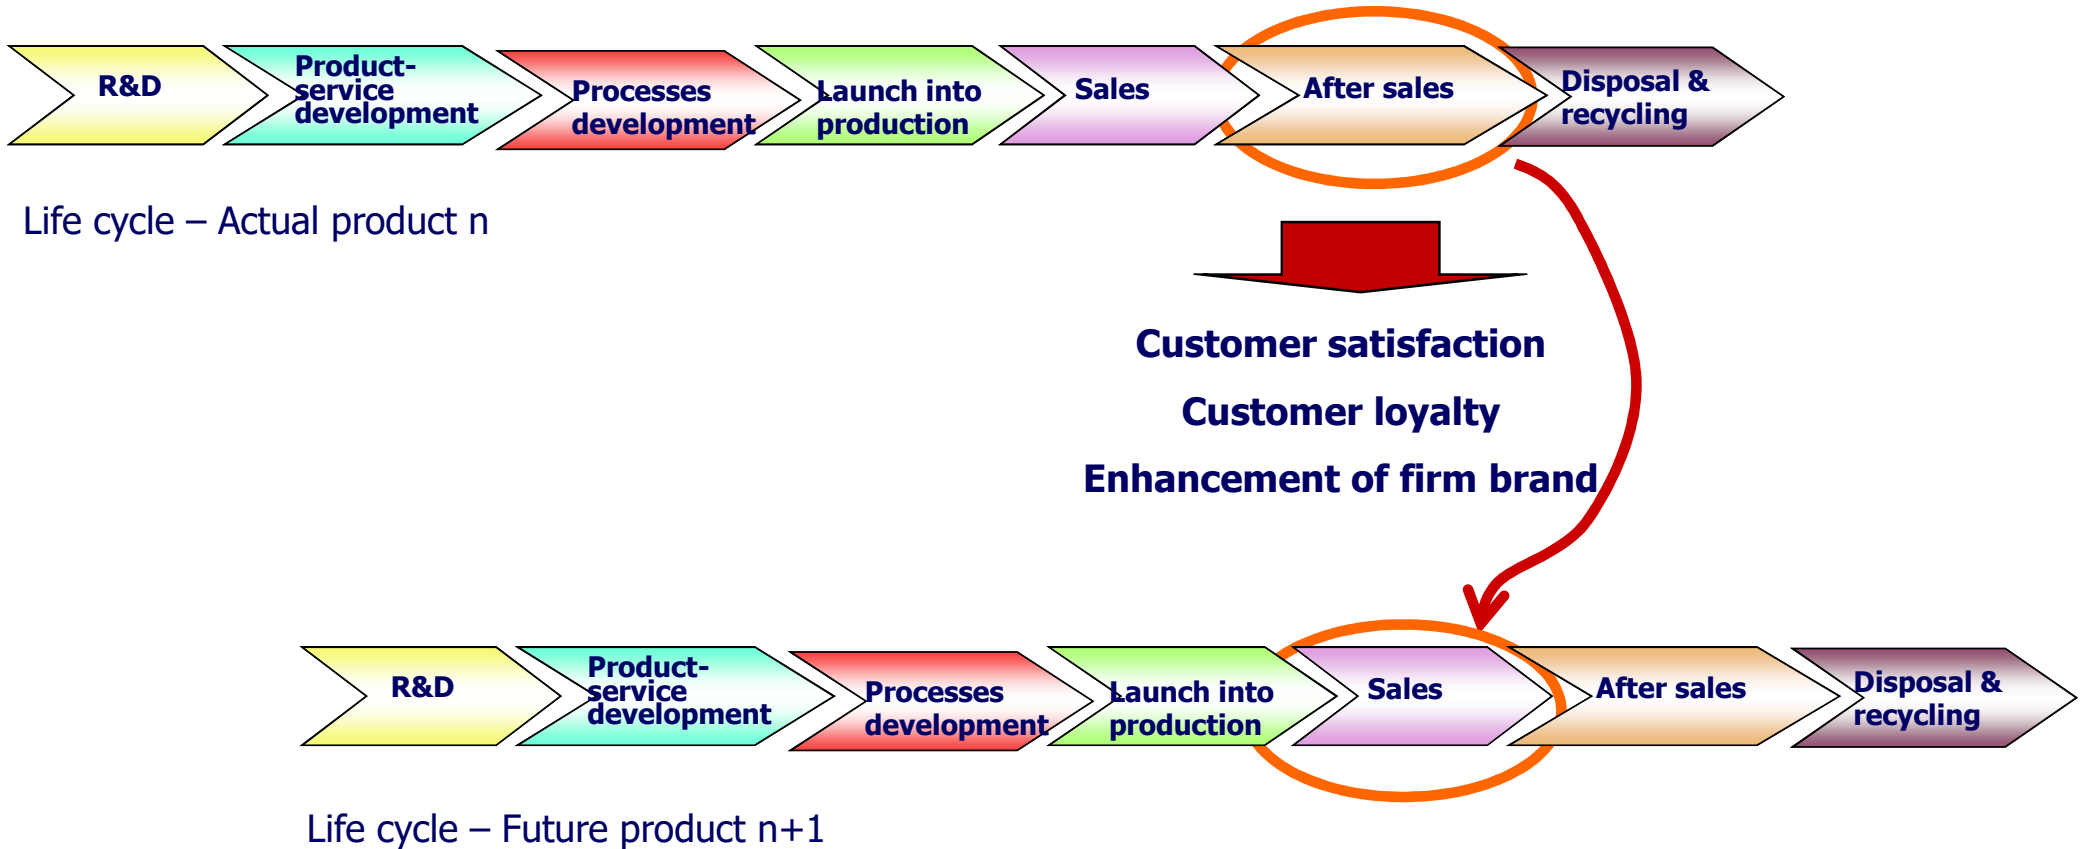 R&D
Product-
service
development
Processes
development
Launch into
production
Sales
After sales
Disposal &
recycling
Life cycle – Actual product n
Customer satisfaction
Customer loyalty
Enhancement of firm brand
R&D
Product-
service
development
Processes
development
Launch into
production
Sales
After sales
Disposal &
recycling
Life cycle – Future product n+1